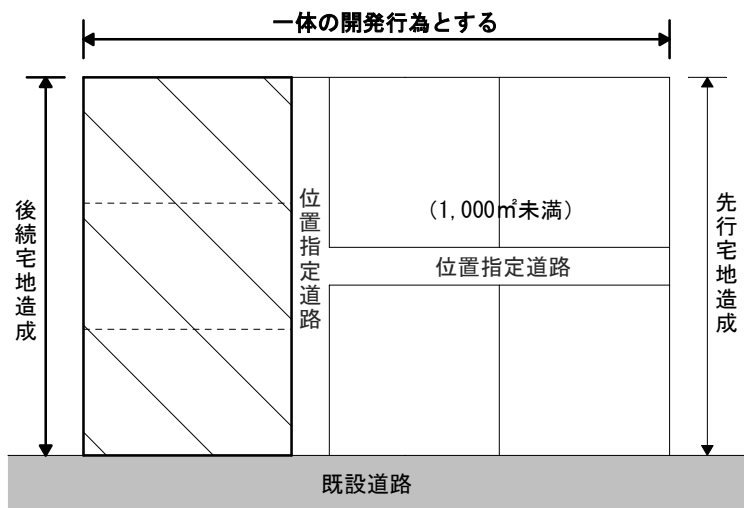 一体の開発行為とする
後続宅地造成
位置指定道路
(1,000㎡未満)
位置指定道路
先行宅地造成
既設道路